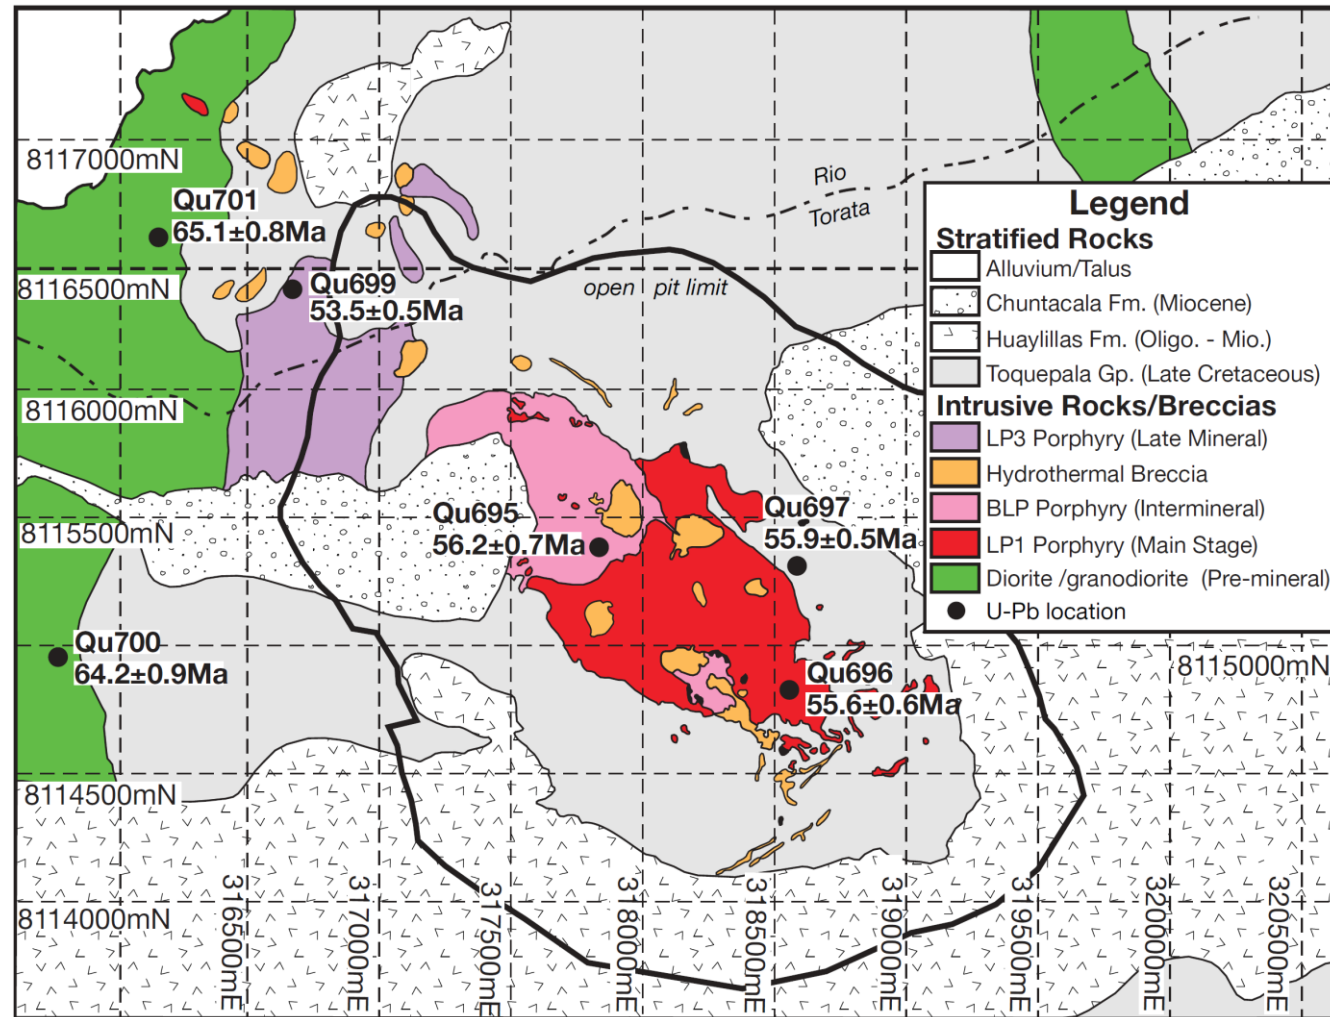 8117000mN
Qu701
65.1±0.8Ma
Rio
Torata
8116500mN
Qu699
53.5±0.5Ma
open pit limit
8116000mN
Qu695
56.2±0.7Ma
Qu697
55.9±0.5Ma
8115500mN
Qu700
64.2±0.9Ma
Qu696
55.6±0.6Ma
8115000mN
8114500mN
8114000mN
316500mE
317000mE
317500mE
318000mE
318500mE
319000mE
319500mE
320000mE
320500mE
Legend
Stratified Rocks
Alluvium/Talus
Chuntacala Fm. (Miocene)
Huaylillas Fm. (Oligo. - Mio.)
Toquepala Gp. (Late Cretaceous)
Intrusive Rocks/Breccias
LP3 Porphyry (Late Mineral)
Hydrothermal Breccia
BLP Porphyry (Intermineral)
LP1 Porphyry (Main Stage)
Diorite /granodiorite (Pre-mineral)
U-Pb location